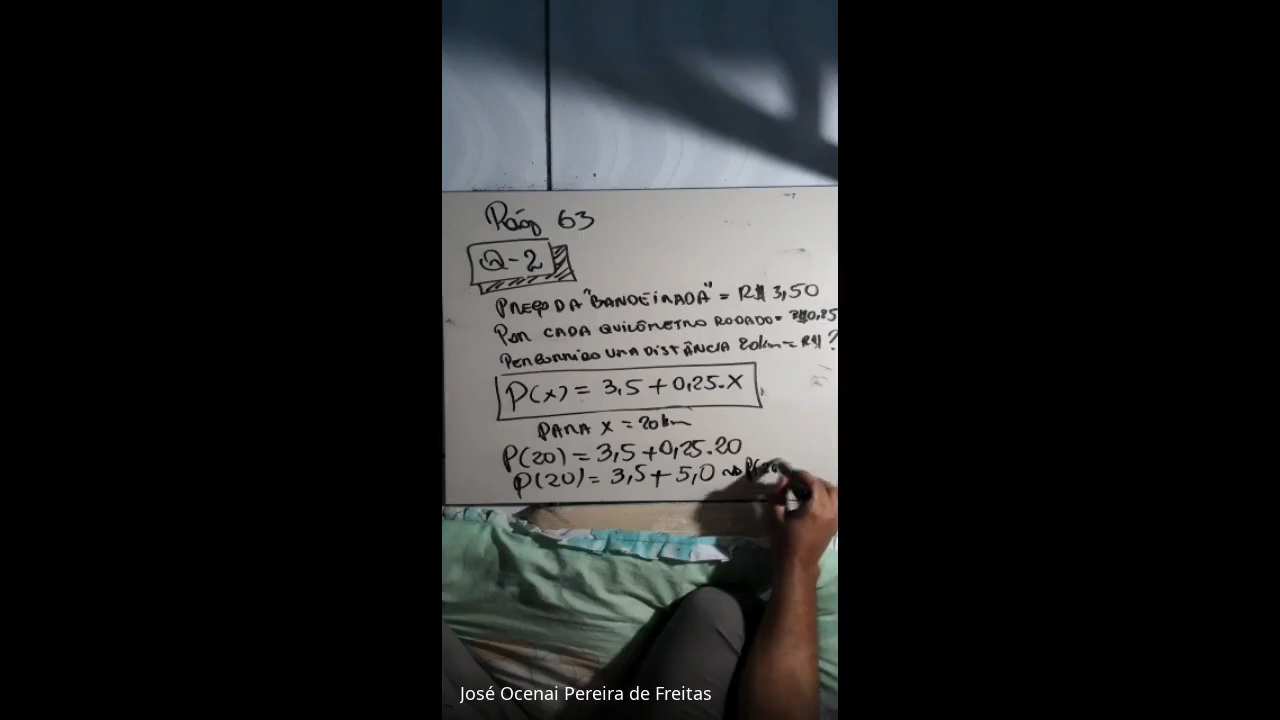 Pág 63
Q-2
PREÇO DA "BANDEIRADA" = R$ 3,50
POR CADA QUILÔMETRO RODADO = R$0,25
PERCORRIDO UMA DISTÂNCIA 20km = R$ ?
P(x) = 3,5 + 0,25.X
PARA X = 20km
P(20) = 3,5 + 0,25.20
P(20) = 3,5 + 5,0 P(20
José Ocenai Pereira de Freitas